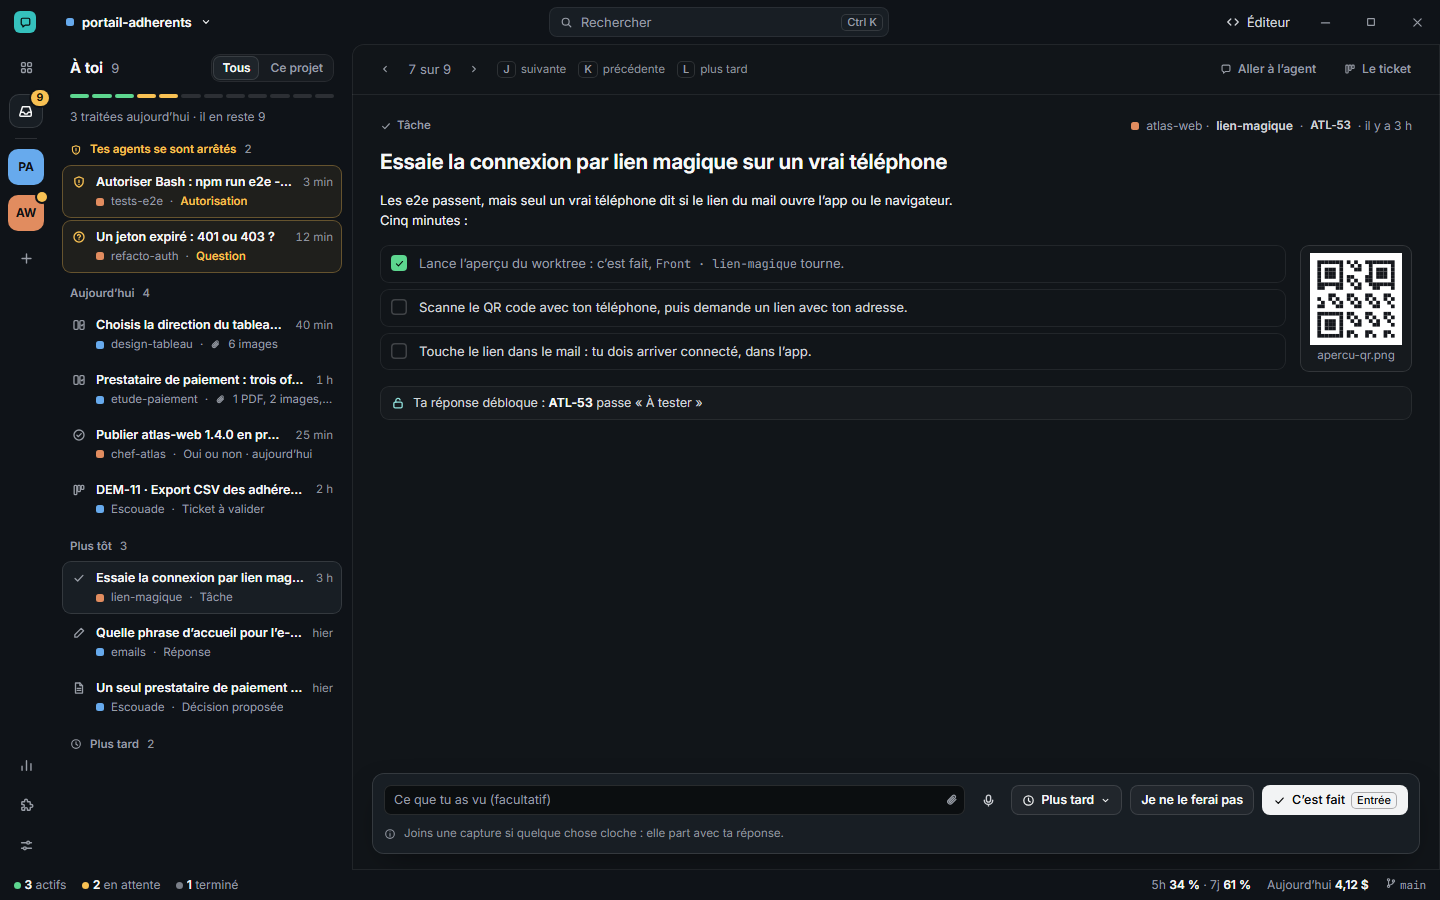 portail-adherents
Rechercher
Ctrl K
Éditeur
À toi 9
Tous
Ce projet
3 traitées aujourd’hui · il en reste 9
Tes agents se sont arrêtés 2
Autoriser Bash : npm run e2e -… 3 min
tests-e2e · Autorisation
Un jeton expiré : 401 ou 403 ? 12 min
refacto-auth · Question
Aujourd’hui 4
Choisis la direction du tablea… 40 min
design-tableau · 6 images
Prestataire de paiement : trois of… 1 h
etude-paiement · 1 PDF, 2 images,…
Publier atlas-web 1.4.0 en pr… 25 min
chef-atlas · Oui ou non · aujourd’hui
DEM-11 · Export CSV des adhére… 2 h
Escouade · Ticket à valider
Plus tôt 3
Essaie la connexion par lien mag… 3 h
lien-magique · Tâche
Quelle phrase d’accueil pour l’e-… hier
emails · Réponse
Un seul prestataire de paiement … hier
Escouade · Décision proposée
Plus tard 2
9
PA
AW
7 sur 9
J suivante
K précédente
L plus tard
Aller à l’agent
Le ticket
Tâche
atlas-web · lien-magique · ATL-53 · il y a 3 h
Essaie la connexion par lien magique sur un vrai téléphone
Les e2e passent, mais seul un vrai téléphone dit si le lien du mail ouvre l’app ou le navigateur.
Cinq minutes :
Lance l’aperçu du worktree : c’est fait, Front · lien-magique tourne.
Scanne le QR code avec ton téléphone, puis demande un lien avec ton adresse.
Touche le lien dans le mail : tu dois arriver connecté, dans l’app.
apercu-qr.png
Ta réponse débloque : ATL-53 passe « À tester »
Ce que tu as vu (facultatif)
Plus tard
Je ne le ferai pas
C’est fait Entrée
Joins une capture si quelque chose cloche : elle part avec ta réponse.
3 actifs
2 en attente
1 terminé
5h 34 % · 7j 61 %
Aujourd’hui 4,12 $
main